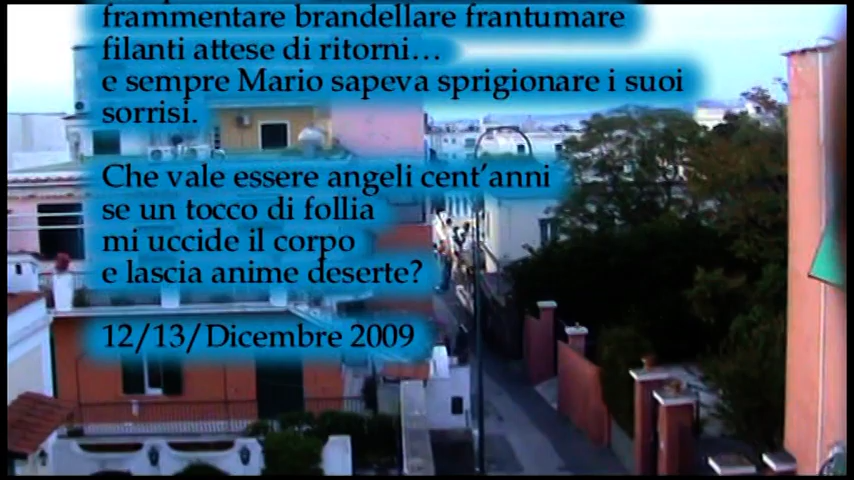 frammentare brandellare frantumare
filanti attese di ritorni...
e sempre Mario sapeva sprigionare i suoi
sorrisi.
Che vale essere angeli cent'anni
se un tocco di follia
mi uccide il corpo
e lascia anime deserte?
12/13/Dicembre 2009